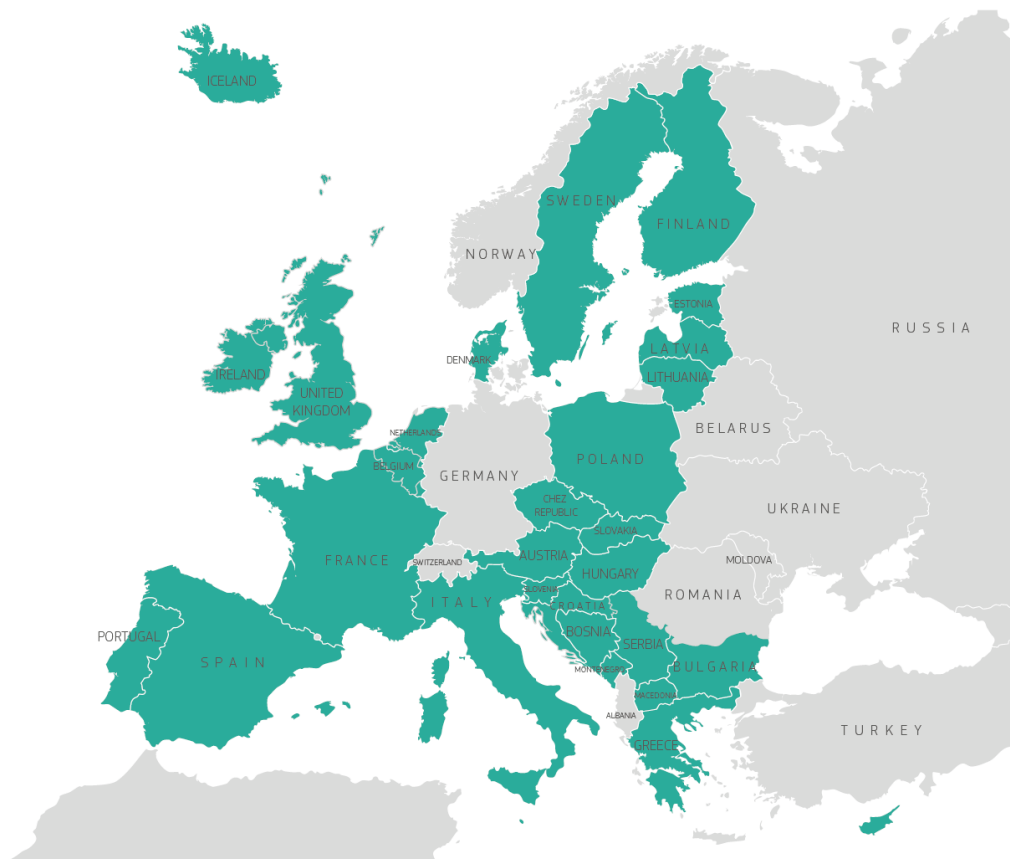 ICELAND
SWEDEN
FINLAND
NORWAY
ESTONIA
RUSSIA
LATVIA
DENMARK
IRELAND
LITHUANIA
UNITED
KINGDOM
BELARUS
NETHERLANDS
POLAND
BELGIUM
GERMANY
CHEZ
REPUBLIC
UKRAINE
SLOVAKIA
AUSTRIA
FRANCE
SWITZERLAND
MOLDOVA
HUNGARY
SLOVENIA
ROMANIA
ITALY
CROATIA
BOSNIA
PORTUGAL
SERBIA
SPAIN
BULGARIA
MONTENEGRO
MACEDONIA
ALBANIA
TURKEY
GREECE